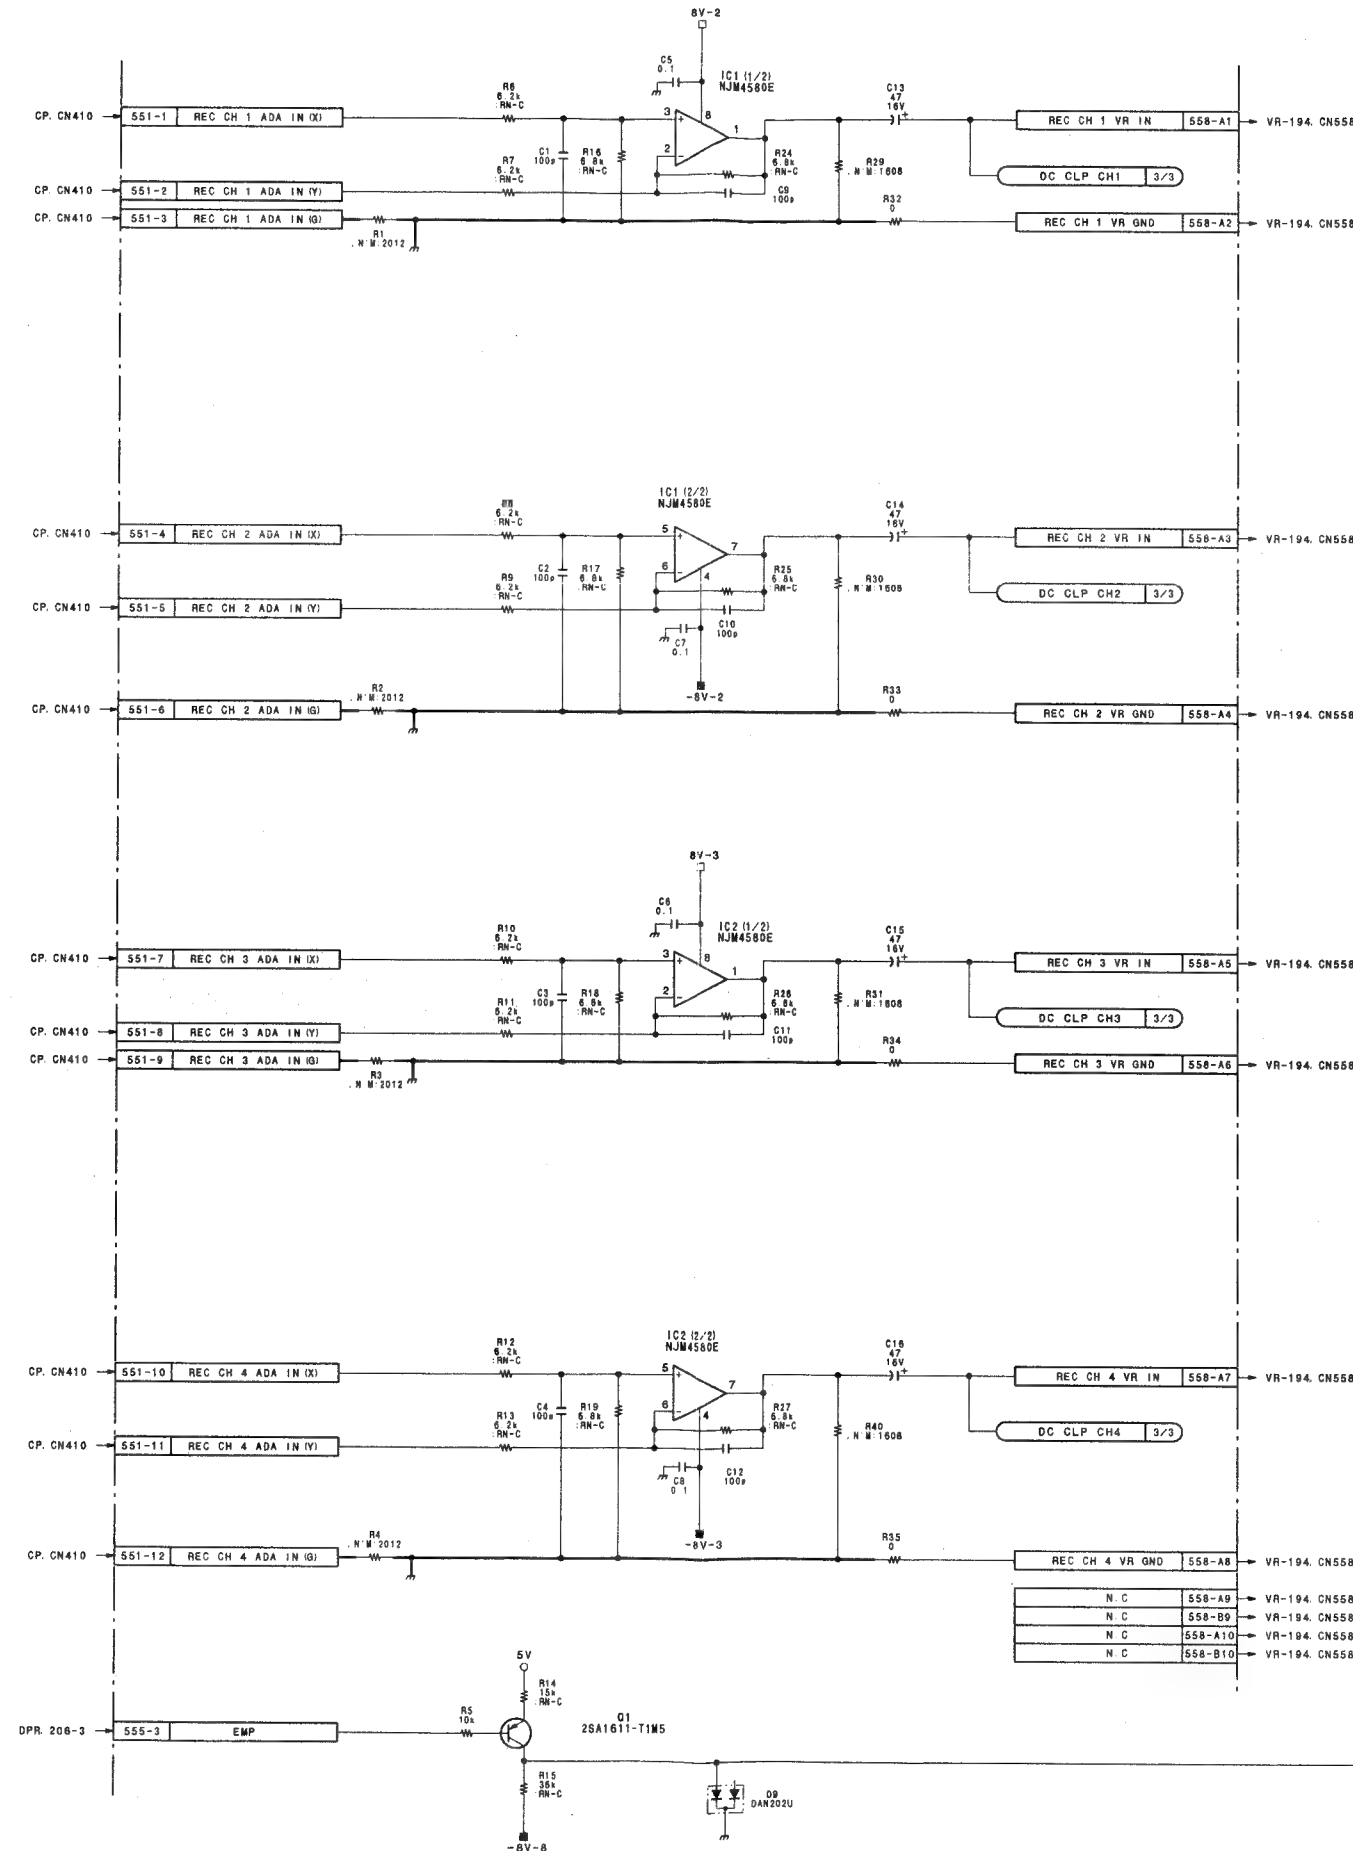 8V-2
C5
0.1
IC1 (1/2)
NJM4580E
R6
6.2k
:RN-C
C13
47
16V
CP. CN410
551-1 REC CH 1 ADA IN (X)
3
8
1
2
REC CH 1 VR IN 558-A1
VR-194. CN558
C1
100p
R16
6.8k
:RN-C
R24
6.8k
:RN-C
C9
100p
R29
.N'M:1608
R7
6.2k
:RN-C
DC CLP CH1 3/3
CP. CN410
551-2 REC CH 1 ADA IN (Y)
CP. CN410
551-3 REC CH 1 ADA IN (G)
R1
.N'M:2012
R32
0
REC CH 1 VR GND 558-A2
VR-194. CN558
IC1 (2/2)
NJM4580E
6.2k
:RN-C
C14
47
16V
CP. CN410
551-4 REC CH 2 ADA IN (X)
5
7
6
4
REC CH 2 VR IN 558-A3
VR-194. CN558
C2
100p
R17
6.8k
:RN-C
R25
6.8k
:RN-C
R30
.N'M:1608
R9
6.2k
:RN-C
DC CLP CH2 3/3
CP. CN410
551-5 REC CH 2 ADA IN (Y)
C10
100p
C7
0.1
-8V-2
R2
.N'M:2012
R33
0
CP. CN410
551-6 REC CH 2 ADA IN (G)
REC CH 2 VR GND 558-A4
VR-194. CN558
8V-3
C6
0.1
IC2 (1/2)
NJM4580E
R10
6.2k
:RN-C
C15
47
16V
CP. CN410
551-7 REC CH 3 ADA IN (X)
3
8
1
2
REC CH 3 VR IN 558-A5
VR-194. CN558
C3
100p
R18
6.8k
:RN-C
R26
6.8k
:RN-C
C11
100p
R31
.N'M:1608
R11
6.2k
:RN-C
DC CLP CH3 3/3
CP. CN410
551-8 REC CH 3 ADA IN (Y)
CP. CN410
551-9 REC CH 3 ADA IN (G)
R3
.N'M:2012
R34
0
REC CH 3 VR GND 558-A6
VR-194. CN558
IC2 (2/2)
NJM4580E
R12
6.2k
:RN-C
C16
47
16V
CP. CN410
551-10 REC CH 4 ADA IN (X)
5
7
6
4
REC CH 4 VR IN 558-A7
VR-194. CN558
C4
100p
R19
6.8k
:RN-C
R27
6.8k
:RN-C
R40
.N'M:1608
R13
6.2k
:RN-C
DC CLP CH4 3/3
CP. CN410
551-11 REC CH 4 ADA IN (Y)
C12
100p
C8
0.1
-8V-3
R4
.N'M:2012
R35
0
CP. CN410
551-12 REC CH 4 ADA IN (G)
REC CH 4 VR GND 558-A8
VR-194. CN558
N.C 558-A9
VR-194. CN558
N.C 558-B9
VR-194. CN558
N.C 558-A10
VR-194. CN558
N.C 558-B10
VR-194. CN558
5V
R14
15k
:RN-C
DPR. 206-3
555-3 EMP
R5
10k
Q1
2SA1611-T1M5
R15
36k
:RN-C
D9
DAN202U
-8V-8